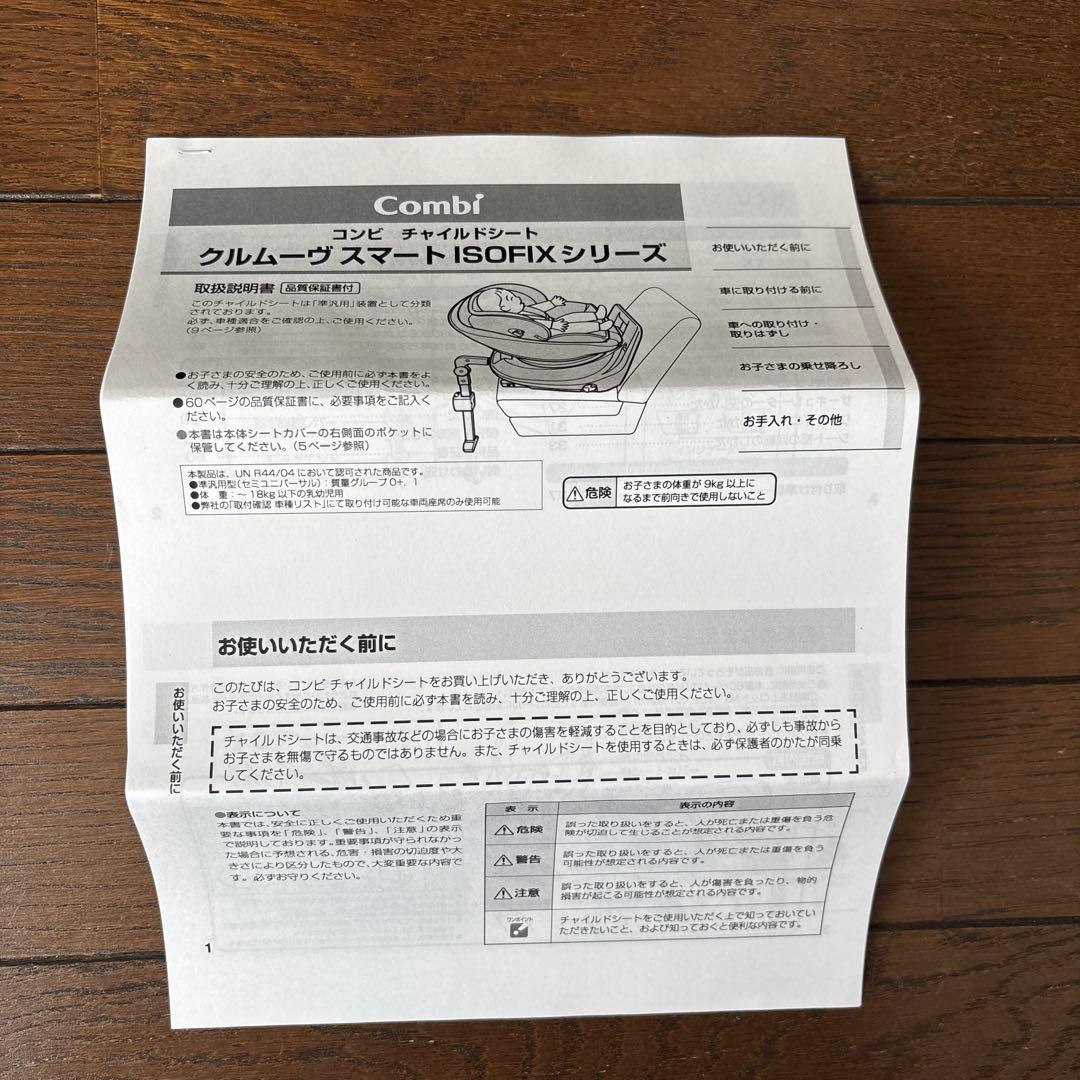 Combi
コンビ チャイルドシート
クルムーヴ スマート ISOFIXシリーズ
取扱説明書 品質保証書付
このチャイルドシートは「準汎用」装置として分類
されております。
必ず、車種適合をご確認の上、ご使用ください。
(9ページ参照)
●お子さまの安全のため、ご使用前に必ず本書をよ
く読み、十分ご理解の上、正しくご使用ください。
●60ページの品質保証書に、必要事項をご記入く
ださい。
●本書は本体シートカバーの右側面のポケットに
保管してください。(5ページ参照)
本製品は、UN R44/04において認可された商品です。
●準汎用型(セミユニバーサル):質量グループ0+、1
●体 重:~18kg以下の乳幼児用
●弊社の「取付確認 車種リスト」にて取り付け可能な車両座席のみ使用可能
危険
お子さまの体重が9kg以上に
なるまで前向きで使用しないこと
お使いいただく前に
車に取り付ける前に
車への取り付け・
取りはずし
お子さまの乗せ降ろし
お手入れ・その他
お使いいただく前に
お使いいただく前に
このたびは、コンビ チャイルドシートをお買い上げいただき、ありがとうございます。
お子さまの安全のため、ご使用前に必ず本書を読み、十分ご理解の上、正しくご使用ください。
チャイルドシートは、交通事故などの場合にお子さまの傷害を軽減することを目的としており、必ずしも事故から
お子さまを無傷で守るものではありません。また、チャイルドシートを使用するときは、必ず保護者のかたが同乗
してください。
●表示について
本書では、安全に正しくご使用いただくため重
要な事項を「危険」、「警告」、「注意」の表示
で説明しております。重要事項が守られなかっ
た場合に予想される、危害・損害の切迫度や大
きさにより区分したもので、大変重要な内容で
す。必ずお守りください。
表 示 表示の内容
危険 誤った取り扱いをすると、人が死亡または重傷を負う危
険が切迫して生じることが想定される内容です。
警告 誤った取り扱いをすると、人が死亡または重傷を負う
可能性が想定される内容です。
注意 誤った取り扱いをすると、人が傷害を負ったり、物的
損害が起こる可能性が想定される内容です。
ワンポイント チャイルドシートをご使用いただく上で知っておいてい
ただきたいこと、および知っておくと便利な内容です。
1